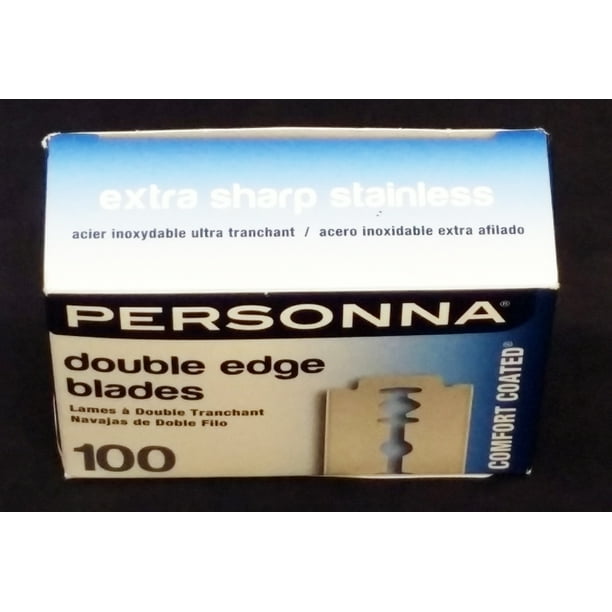 extra sharp stainless
acier inoxydable ultra tranchant / acero inoxidable extra afilado
PERSONNA®
double edge
blades
Lames à Double Tranchant
Navajas de Doble Filo
100
COMFORT COATED®